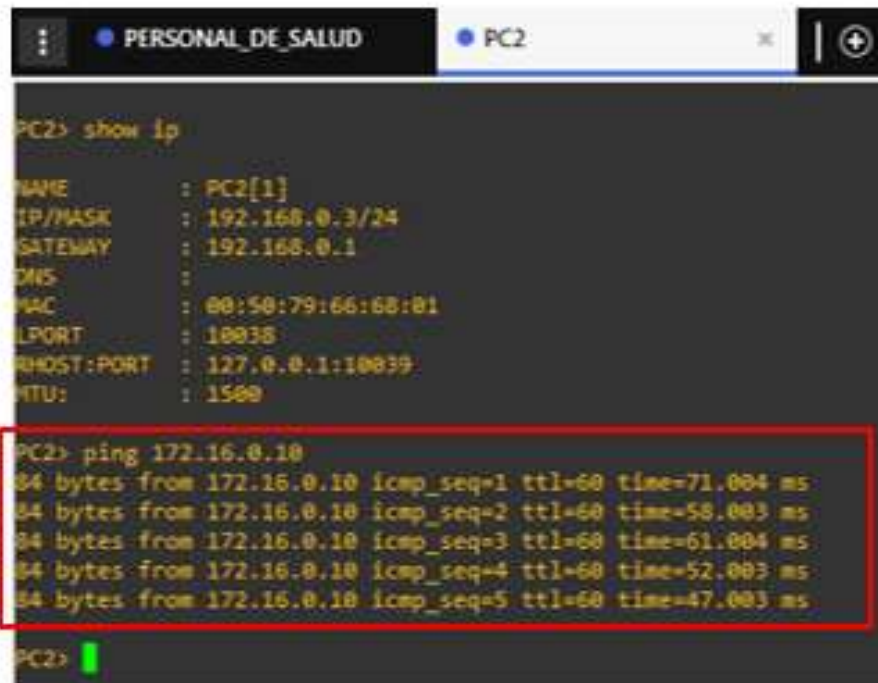 PERSONAL_DE_SALUD PC2
PC2> show ip
NAME : PC2[1]
IP/MASK : 192.168.0.3/24
GATEWAY : 192.168.0.1
DNS :
MAC : 00:50:79:66:68:01
LPORT : 10038
RHOST:PORT : 127.0.0.1:10039
MTU: : 1500
PC2> ping 172.16.0.10
84 bytes from 172.16.0.10 icmp_seq=1 ttl=60 time=71.004 ms
84 bytes from 172.16.0.10 icmp_seq=2 ttl=60 time=58.003 ms
84 bytes from 172.16.0.10 icmp_seq=3 ttl=60 time=61.004 ms
84 bytes from 172.16.0.10 icmp_seq=4 ttl=60 time=52.003 ms
84 bytes from 172.16.0.10 icmp_seq=5 ttl=60 time=47.003 ms
PC2>